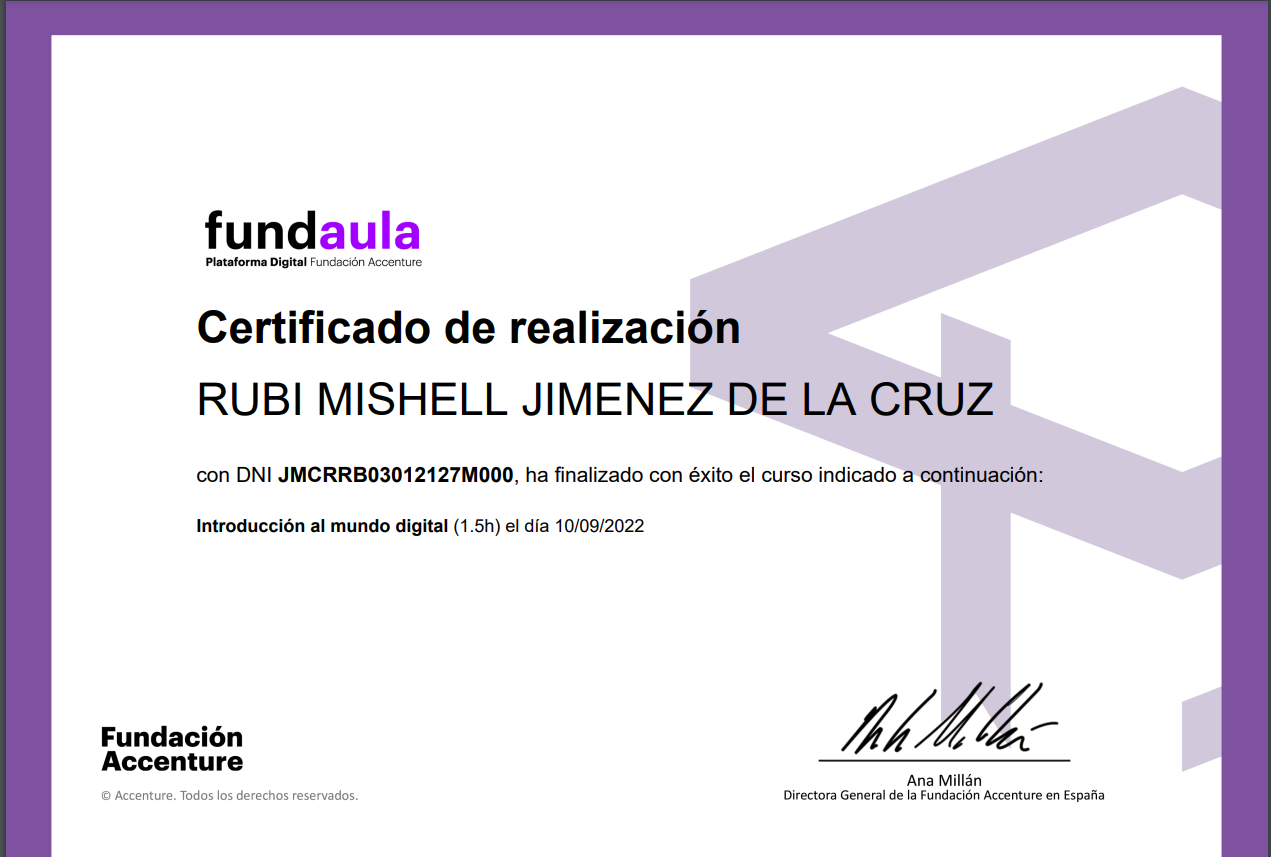 fundaula
Plataforma Digital Fundación Accenture
Certificado de realización
RUBI MISHELL JIMENEZ DE LA CRUZ
con DNI JMCRRB03012127M000, ha finalizado con éxito el curso indicado a continuación:
Introducción al mundo digital (1.5h) el día 10/09/2022
Fundación
Accenture
© Accenture. Todos los derechos reservados.
Ana Millán
Ana Millán
Directora General de la Fundación Accenture en España